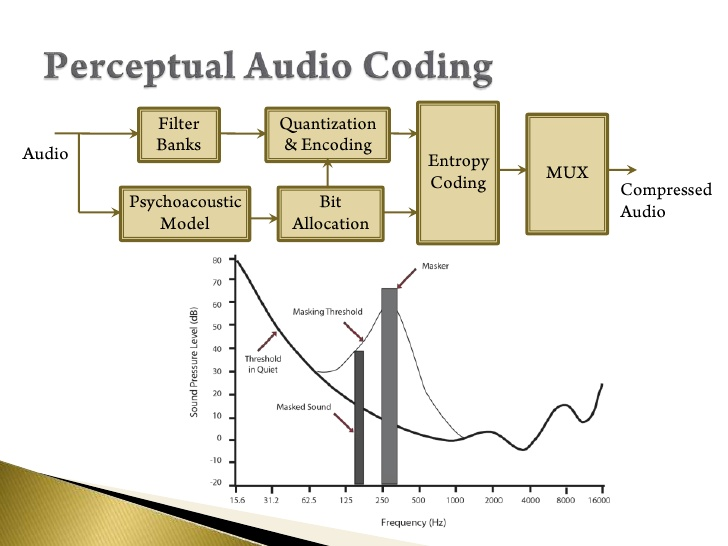 Perceptual Audio Coding
Audio
Filter
Banks
Quantization
& Encoding
Psychoacoustic
Model
Bit
Allocation
Entropy
Coding
MUX
Compressed
Audio
Sound Pressure Level (dB)
80
70
60
50
40
30
20
10
0
-10
-20
Masker
Masking Threshold
Threshold
in Quiet
Masked Sound
15.6 31.2 62.5 125 250 500 1000 2000 4000 8000 16000
Frequency (Hz)